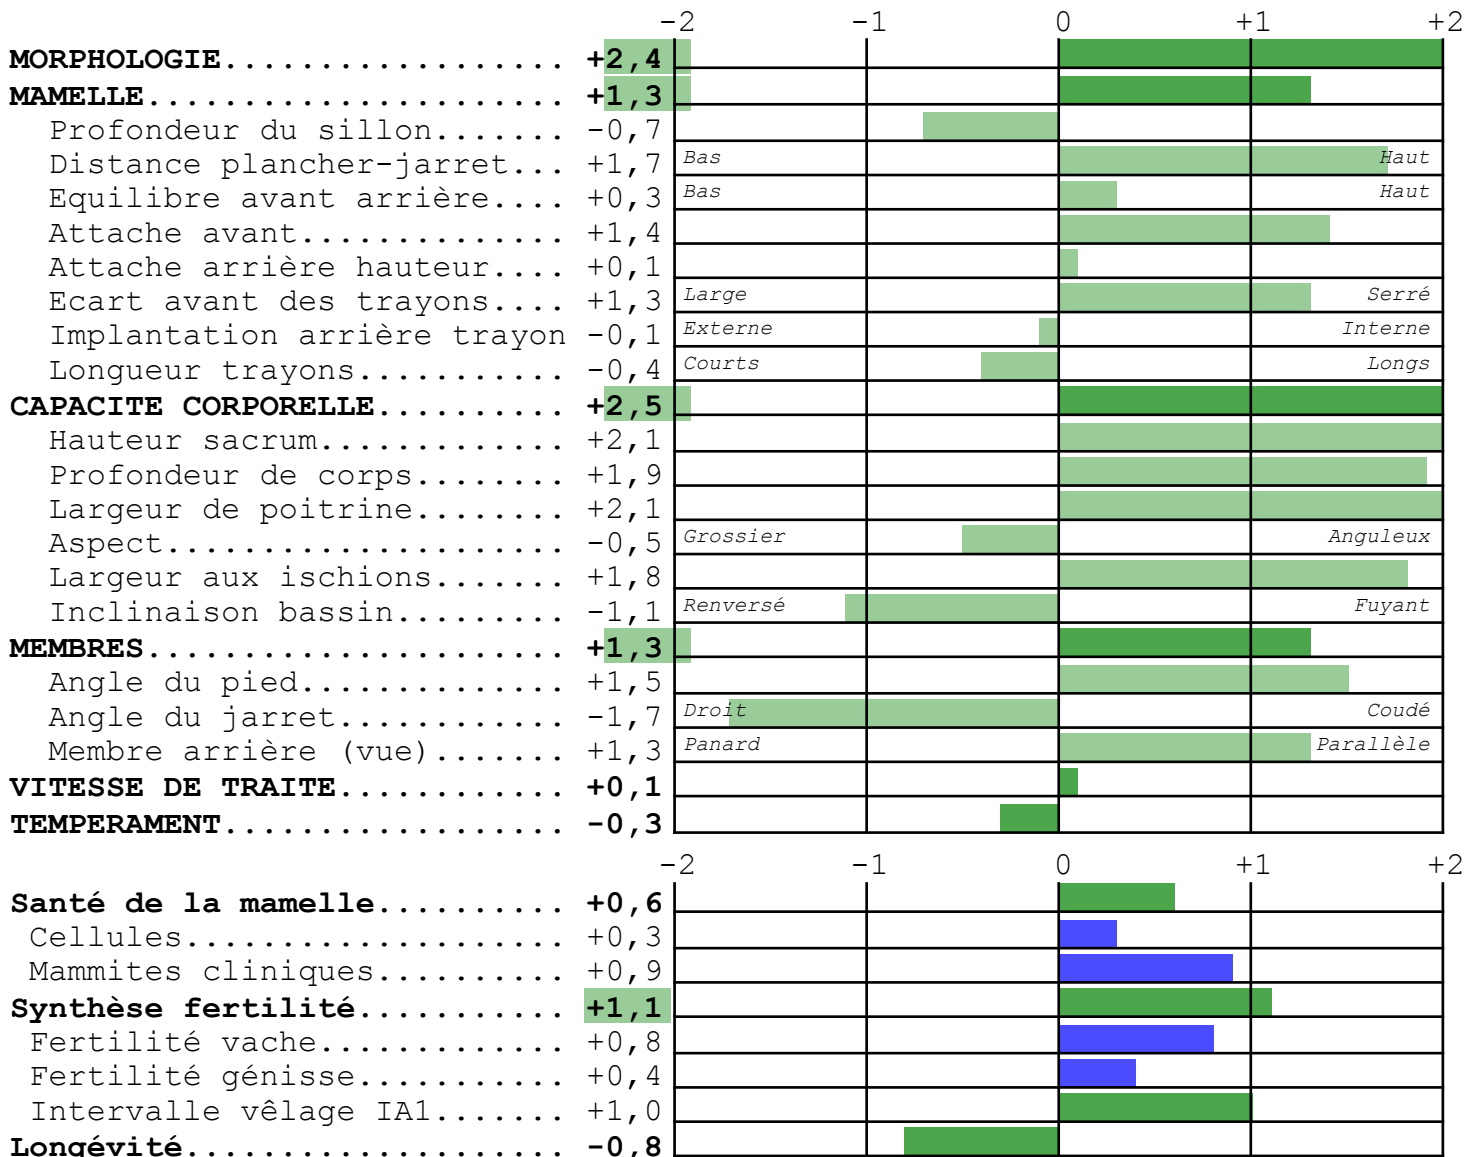 -2 -1 0 +1 +2
MORPHOLOGIE.................. +2,4
MAMELLE...................... +1,3
Profondeur du sillon....... -0,7
Distance plancher-jarret... +1,7 Bas Haut
Equilibre avant arrière.... +0,3 Bas Haut
Attache avant.............. +1,4
Attache arrière hauteur.... +0,1
Ecart avant des trayons.... +1,3 Large Serré
Implantation arrière trayon -0,1 Externe Interne
Longueur trayons........... -0,4 Courts Longs
CAPACITE CORPORELLE.......... +2,5
Hauteur sacrum............. +2,1
Profondeur de corps........ +1,9
Largeur de poitrine........ +2,1
Aspect..................... -0,5 Grossier Anguleux
Largeur aux ischions....... +1,8
Inclinaison bassin......... -1,1 Renversé Fuyant
MEMBRES...................... +1,3
Angle du pied.............. +1,5
Angle du jarret............ -1,7 Droit Coudé
Membre arrière (vue)....... +1,3 Panard Parallèle
VITESSE DE TRAITE............ +0,1
TEMPERAMENT.................. -0,3
-2 -1 0 +1 +2
Santé de la mamelle.......... +0,6
Cellules.................... +0,3
Mammites cliniques.......... +0,9
Synthèse fertilité........... +1,1
Fertilité vache............. +0,8
Fertilité génisse........... +0,4
Intervalle vêlage IA1....... +1,0
Longévité.................... -0,8